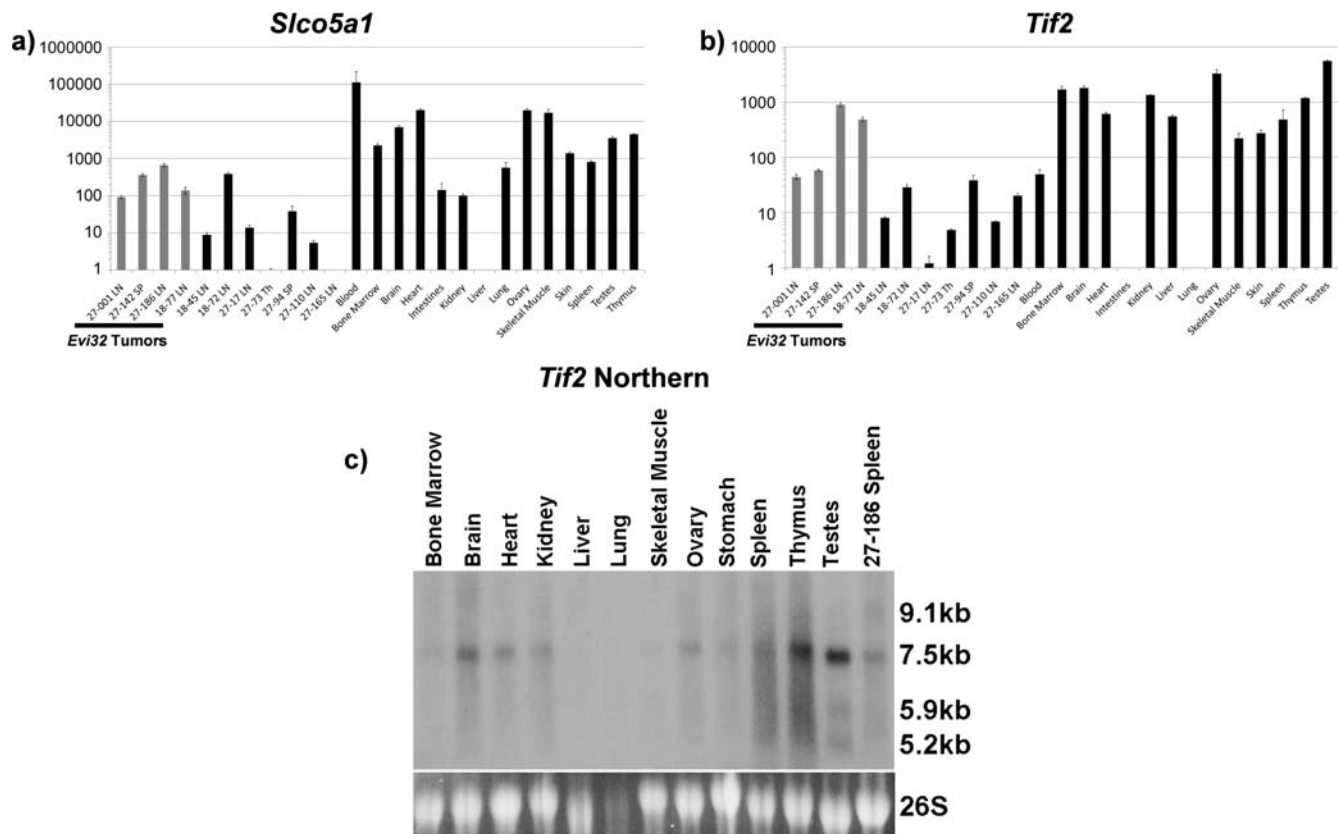 a)
Slco5a1
1000000
100000
10000
1000
100
10
1
27-001 LN
27-142 SP
27-186 LN
18-77 LN
18-45 LN
18-72 LN
27-17 LN
27-73 Th
27-94 SP
27-110 LN
27-165 LN
Blood
Bone Marrow
Brain
Heart
Intestines
Kidney
Liver
Lung
Ovary
Skeletal Muscle
Skin
Spleen
Testes
Thymus
Evi32 Tumors
b)
Tif2
10000
1000
100
10
1
27-001 LN
27-142 SP
27-186 LN
18-77 LN
18-45 LN
18-72 LN
27-17 LN
27-73 Th
27-94 SP
27-110 LN
27-165 LN
Blood
Bone Marrow
Brain
Heart
Intestines
Kidney
Liver
Lung
Ovary
Skeletal Muscle
Skin
Spleen
Thymus
Testes
Evi32 Tumors
Tif2 Northern
c)
Bone Marrow
Brain
Heart
Kidney
Liver
Lung
Skeletal Muscle
Ovary
Stomach
Spleen
Thymus
Testes
27-186 Spleen
9.1kb
7.5kb
5.9kb
5.2kb
26S